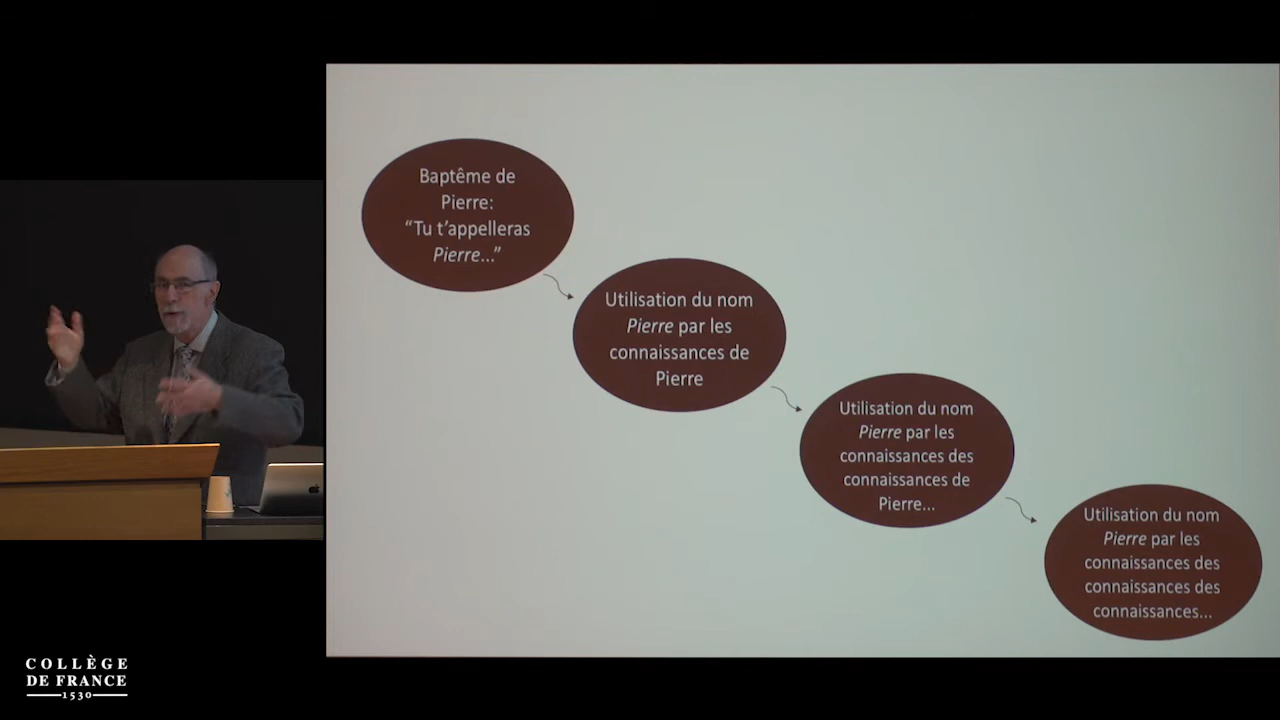 Baptême de
Pierre:
“Tu t’appelleras
Pierre...”
Utilisation du nom
Pierre par les
connaissances de
Pierre
Utilisation du nom
Pierre par les
connaissances des
connaissances de
Pierre...
Utilisation du nom
Pierre par les
connaissances des
connaissances des
connaissances...
COLLÈGE
DE FRANCE
1530